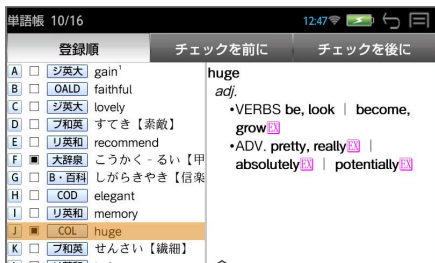 単語帳 10/16 12:47
登録順 チェックを前に チェックを後に
A ジ英大 gain¹
B OALD faithful
C ジ英大 lovely
D プ和英 すてき【素敵】
E リ英和 recommend
F 大辞泉 こうかく‐るい【甲
G B・百科 しがらきやき【信楽
H COD elegant
I リ英和 memory
J COL huge
K プ和英 せんさい【繊細】
huge
adj.
•VERBS be, look | become,
grow EX
•ADV. pretty, really EX |
absolutely EX | potentially EX